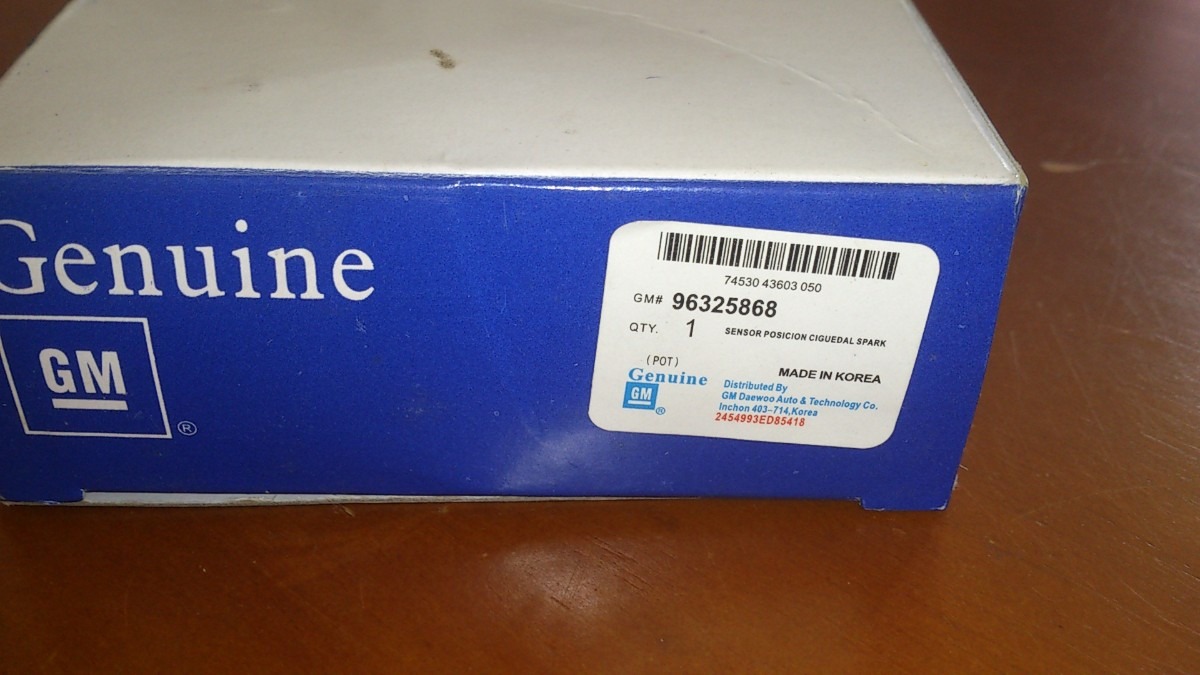 Genuine
GM
®
74530 43603 050
GM# 96325868
QTY. 1 SENSOR POSICION CIGUEDAL SPARK
(POT)
MADE IN KOREA
Genuine
GM
®
Distributed By
GM Daewoo Auto & Technology Co.
Inchon 403-714,Korea
2454993ED85418